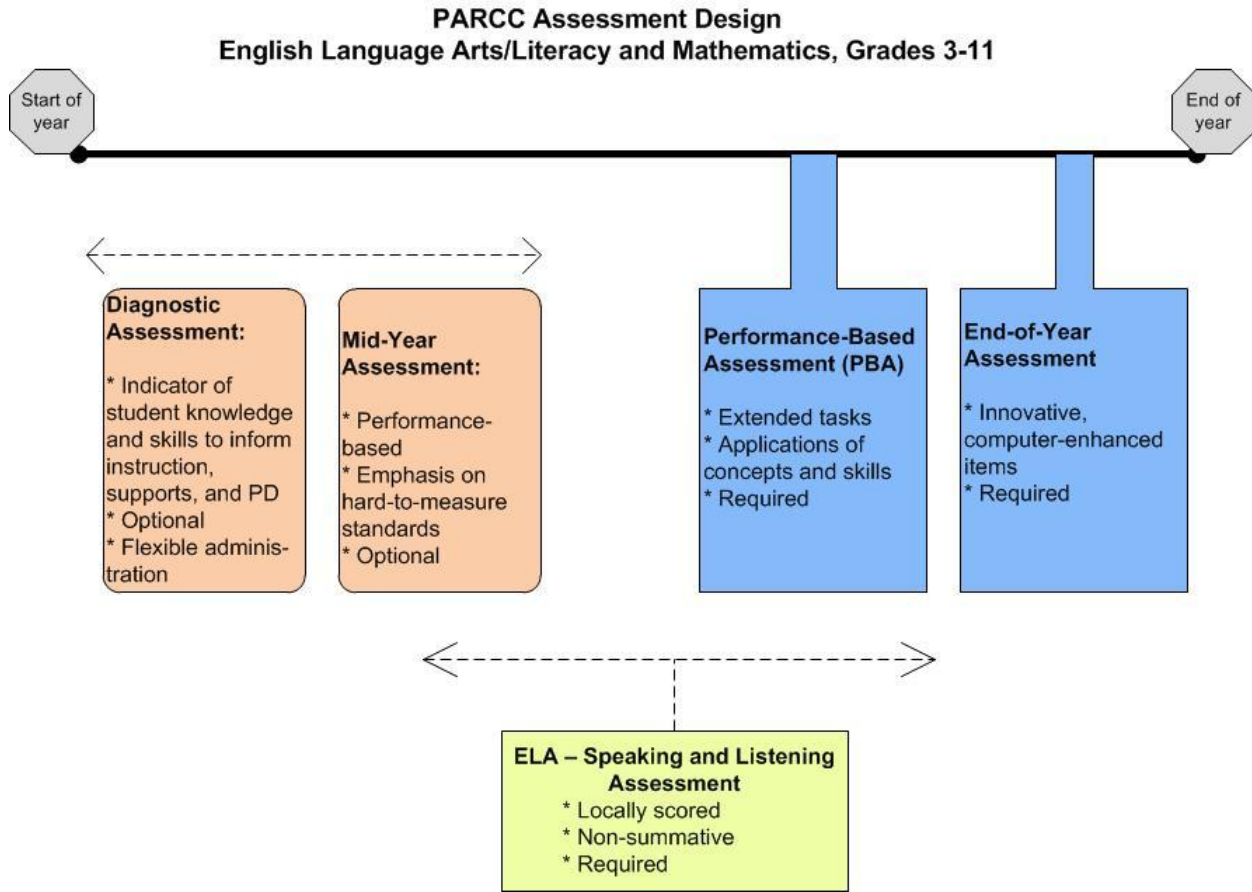 PARCC Assessment Design
English Language Arts/Literacy and Mathematics, Grades 3-11
Start of
year
End of
year
Diagnostic
Assessment:
* Indicator of
student knowledge
and skills to inform
instruction,
supports, and PD
* Optional
* Flexible adminis-
tration
Mid-Year
Assessment:
* Performance-
based
* Emphasis on
hard-to-measure
standards
* Optional
Performance-Based
Assessment (PBA)
* Extended tasks
* Applications of
concepts and skills
* Required
End-of-Year
Assessment
* Innovative,
computer-enhanced
items
* Required
ELA – Speaking and Listening
Assessment
* Locally scored
* Non-summative
* Required